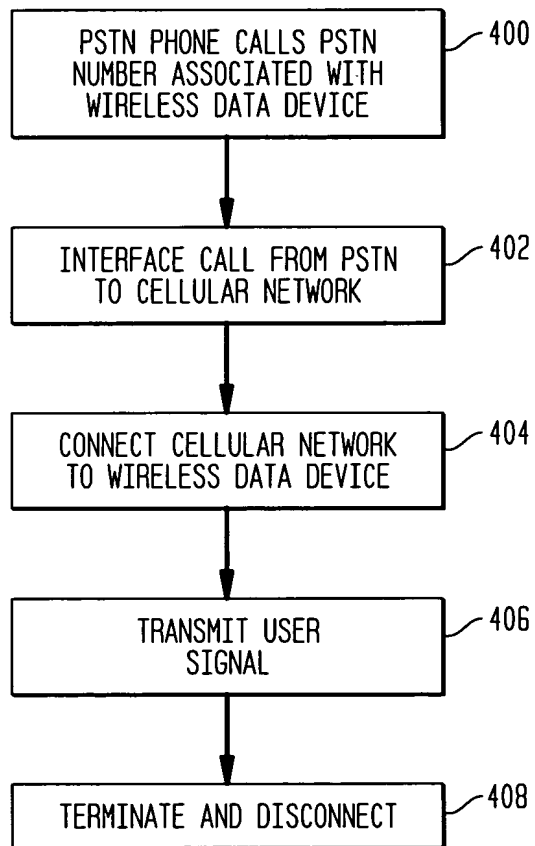 PSTN PHONE CALLS PSTN
NUMBER ASSOCIATED WITH
WIRELESS DATA DEVICE
400
INTERFACE CALL FROM PSTN
TO CELLULAR NETWORK
402
CONNECT CELLULAR NETWORK
TO WIRELESS DATA DEVICE
404
TRANSMIT USER
SIGNAL
406
TERMINATE AND DISCONNECT
408